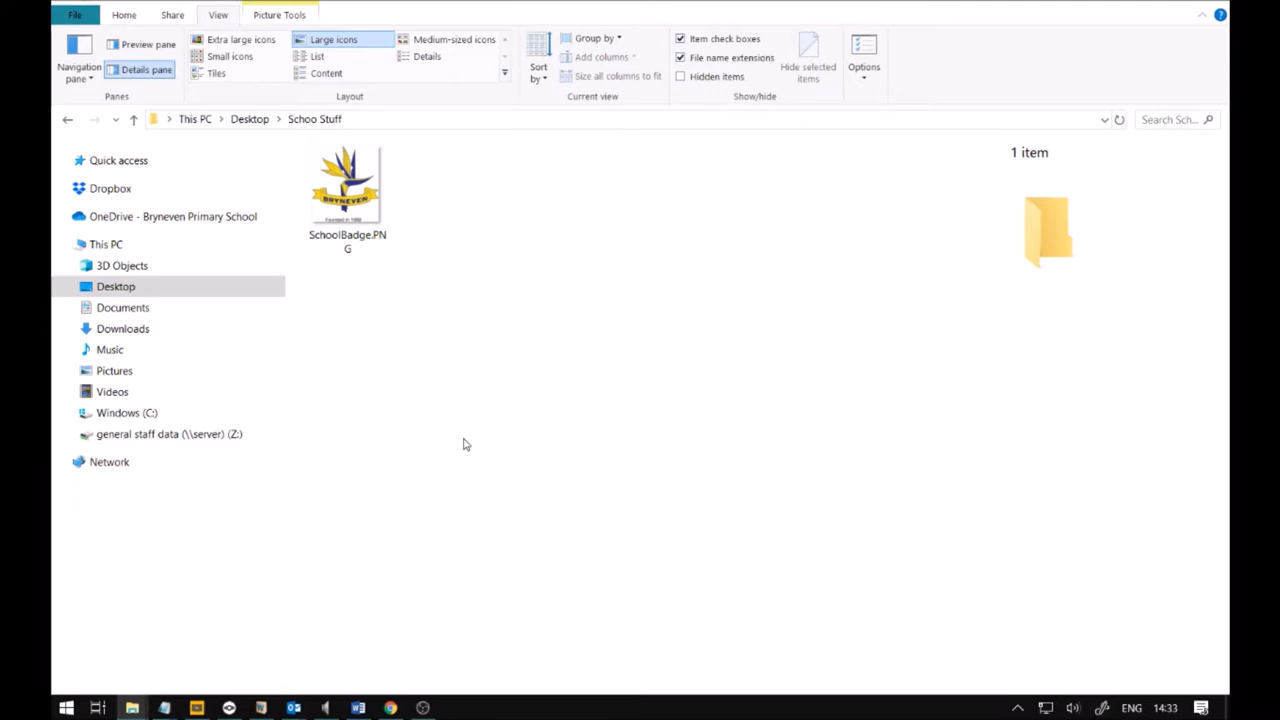 File Home Share View Picture Tools
Extra large icons Large icons Medium-sized icons
Small icons List Details
Tiles Content
Navigation pane
Preview pane
Details pane
Panes
Layout
Sort by
Group by
Add columns
Size all columns to fit
Current view
Item check boxes
File name extensions
Hidden items
Hide selected items
Show/hide
Options
This PC Desktop Schoo Stuff
Search Sch...
Quick access
Dropbox
OneDrive - Bryneven Primary School
This PC
3D Objects
Desktop
Documents
Downloads
Music
Pictures
Videos
Windows (C:)
general staff data (\\server) (Z:)
Network
BRYNEVEN
Founded in 1982
SchoolBadge.PN
G
1 item
ENG 14:33